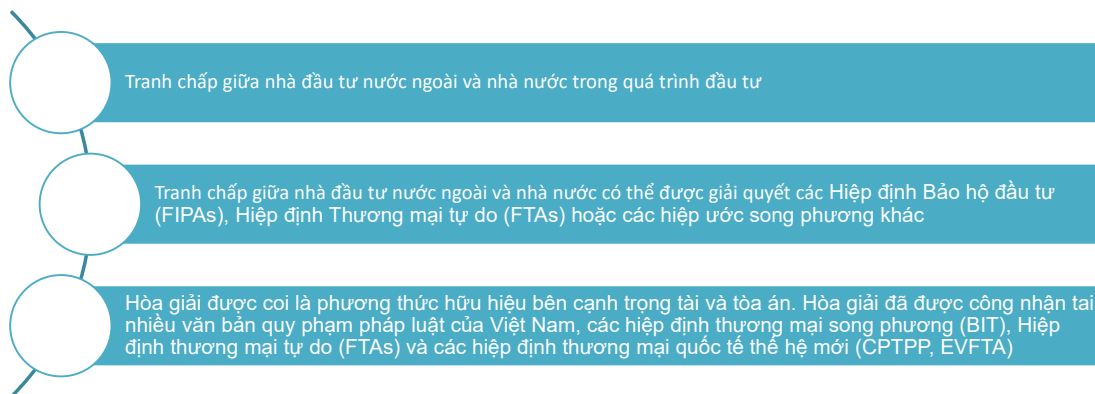 Tranh chấp giữa nhà đầu tư nước ngoài và nhà nước trong quá trình đầu tư
Tranh chấp giữa nhà đầu tư nước ngoài và nhà nước có thể được giải quyết các Hiệp định Bảo hộ đầu tư
(FIPAs), Hiệp định Thương mại tự do (FTAs) hoặc các hiệp ước song phương khác
Hòa giải được coi là phương thức hữu hiệu bên cạnh trọng tài và tòa án. Hòa giải đã được công nhận tai
nhiều văn bản quy phạm pháp luật của Việt Nam, các hiệp định thương mại song phương (BIT), Hiệp
định thương mại tự do (FTAs) và các hiệp định thương mại quốc tế thế hệ mới (CPTPP, EVFTA)